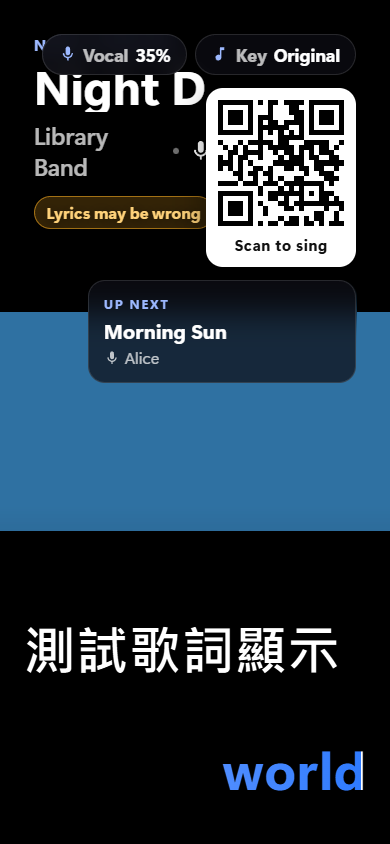 Vocal 35%
Key Original
Night D
Library
Band
Lyrics may be wrong
Scan to sing
UP NEXT
Morning Sun
Alice
測試歌詞顯示
world